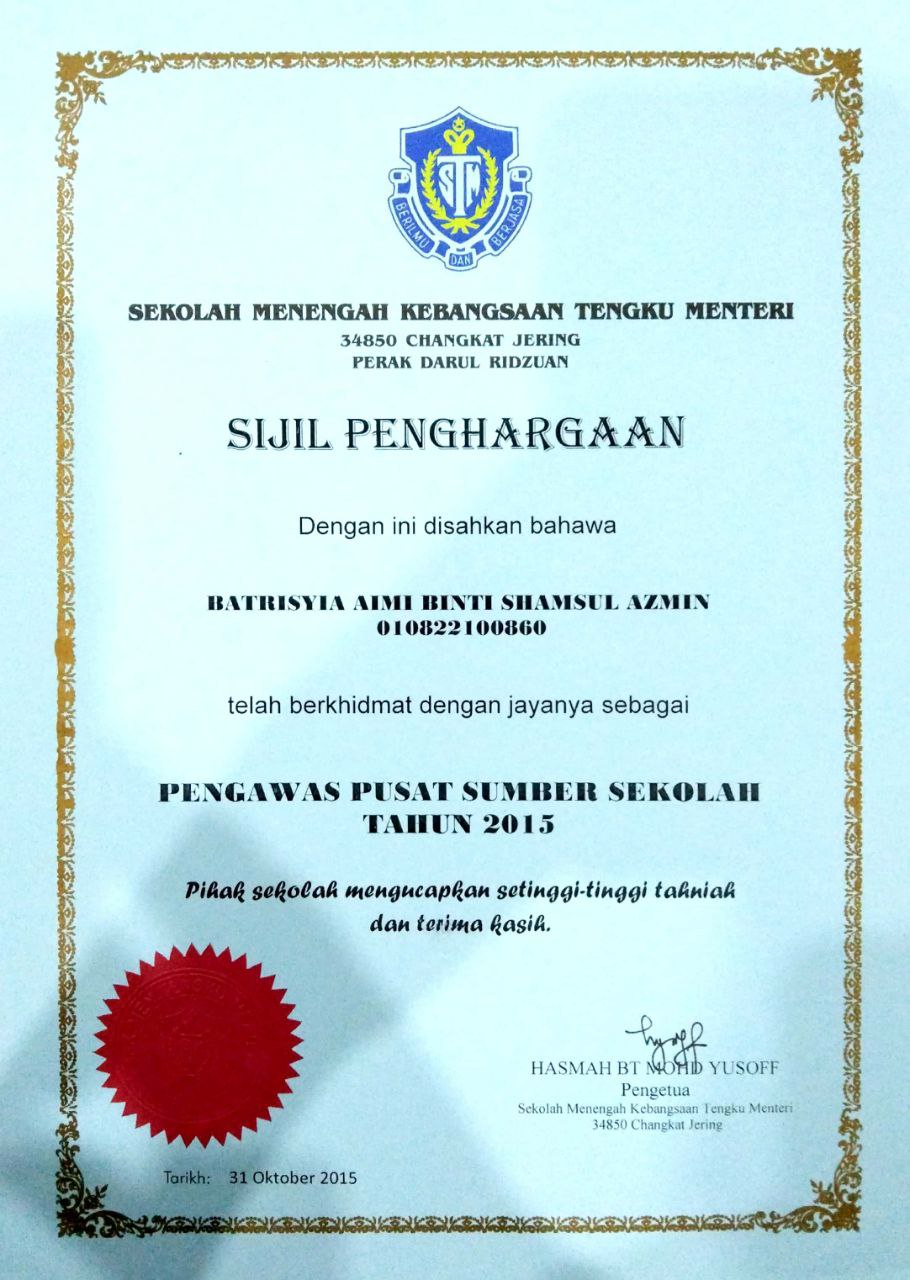 STM
BERILMU DAN BERJASA
SEKOLAH MENENGAH KEBANGSAAN TENGKU MENTERI
34850 CHANGKAT JERING
PERAK DARUL RIDZUAN
SIJIL PENGHARGAAN
Dengan ini disahkan bahawa
BATRISYIA AIMI BINTI SHAMSUL AZMIN
010822100860
telah berkhidmat dengan jayanya sebagai
PENGAWAS PUSAT SUMBER SEKOLAH
TAHUN 2015
Pihak sekolah mengucapkan setinggi-tinggi tahniah
dan terima kasih.
HASMAH BT MOHD YUSOFF
Pengetua
Sekolah Menengah Kebangsaan Tengku Menteri
34850 Changkat Jering
Tarikh: 31 Oktober 2015